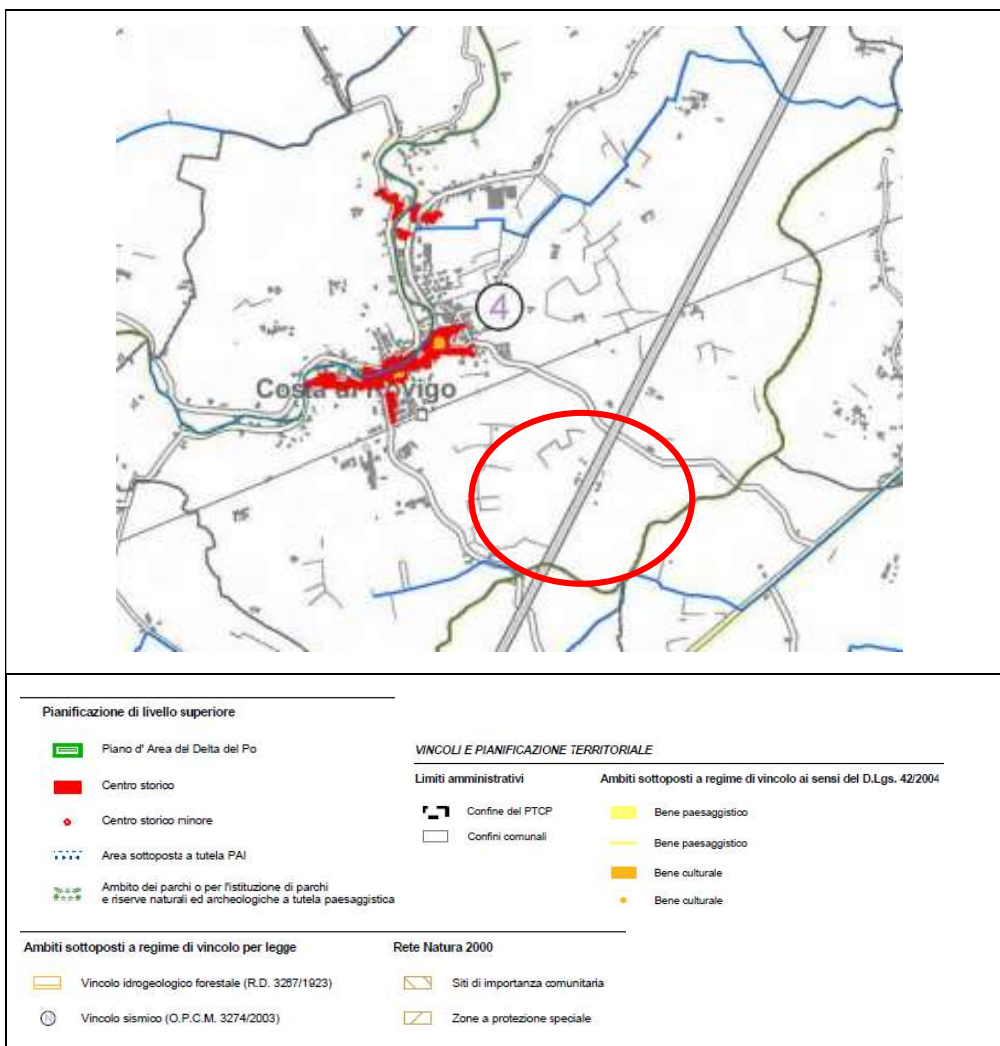 4
Costa di Rovigo
Pianificazione di livello superiore
Piano d' Area del Delta del Po
Centro storico
Centro storico minore
Area sottoposta a tutela PAI
Ambito dei parchi o per l'istituzione di parchi
e riserve naturali ed archeologiche a tutela paesaggistica
VINCOLI E PIANIFICAZIONE TERRITORIALE
Limiti amministrativi
Confine del PTCP
Confini comunali
Ambiti sottoposti a regime di vincolo ai sensi del D.Lgs. 42/2004
Bene paesaggistico
Bene paesaggistico
Bene culturale
Bene culturale
Ambiti sottoposti a regime di vincolo per legge
Vincolo idrogeologico forestale (R.D. 3267/1923)
N
Vincolo sismico (O.P.C.M. 3274/2003)
Rete Natura 2000
Siti di importanza comunitaria
Zone a protezione speciale